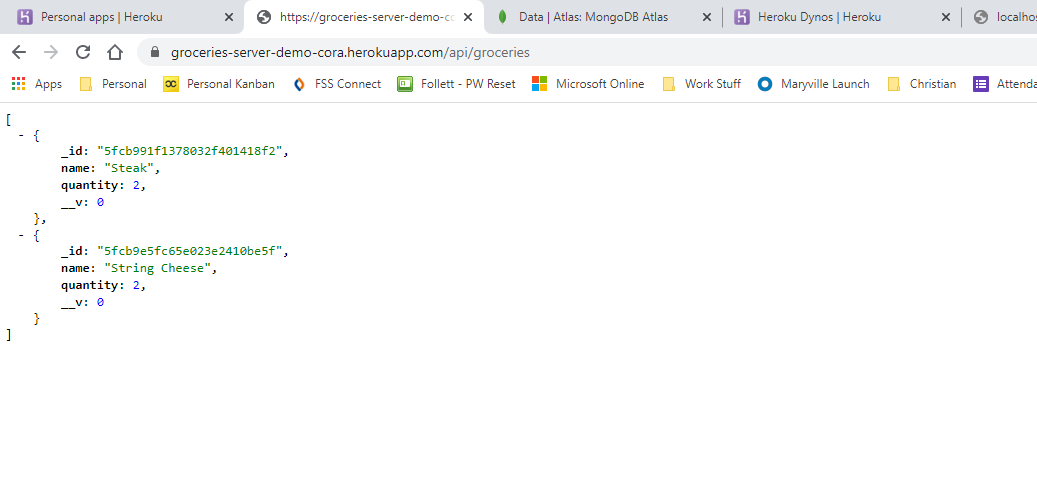 Personal apps | Heroku
https://groceries-server-demo-co
Data | Atlas: MongoDB Atlas
Heroku Dynos | Heroku
localhos
groceries-server-demo-cora.herokuapp.com/api/groceries
Apps Personal Personal Kanban FSS Connect Follett - PW Reset Microsoft Online Work Stuff Maryville Launch Christian Attenda
[
- {
_id: "5fcb991f1378032f401418f2",
name: "Steak",
quantity: 2,
__v: 0
},
- {
_id: "5fcb9e5fc65e023e2410be5f",
name: "String Cheese",
quantity: 2,
__v: 0
}
]